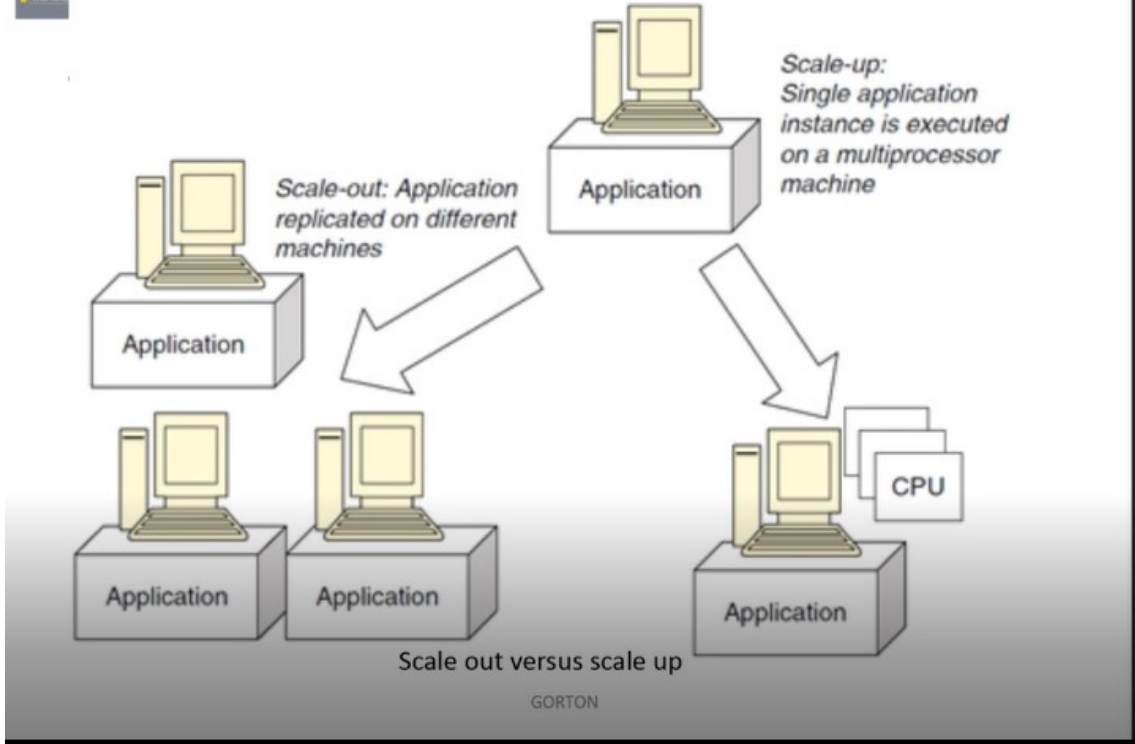 Scale-up:
Single application
instance is executed
on a multiprocessor
machine
Application
Scale-out: Application
replicated on different
machines
Application
Application
Application
CPU
Application
Scale out versus scale up
GORTON